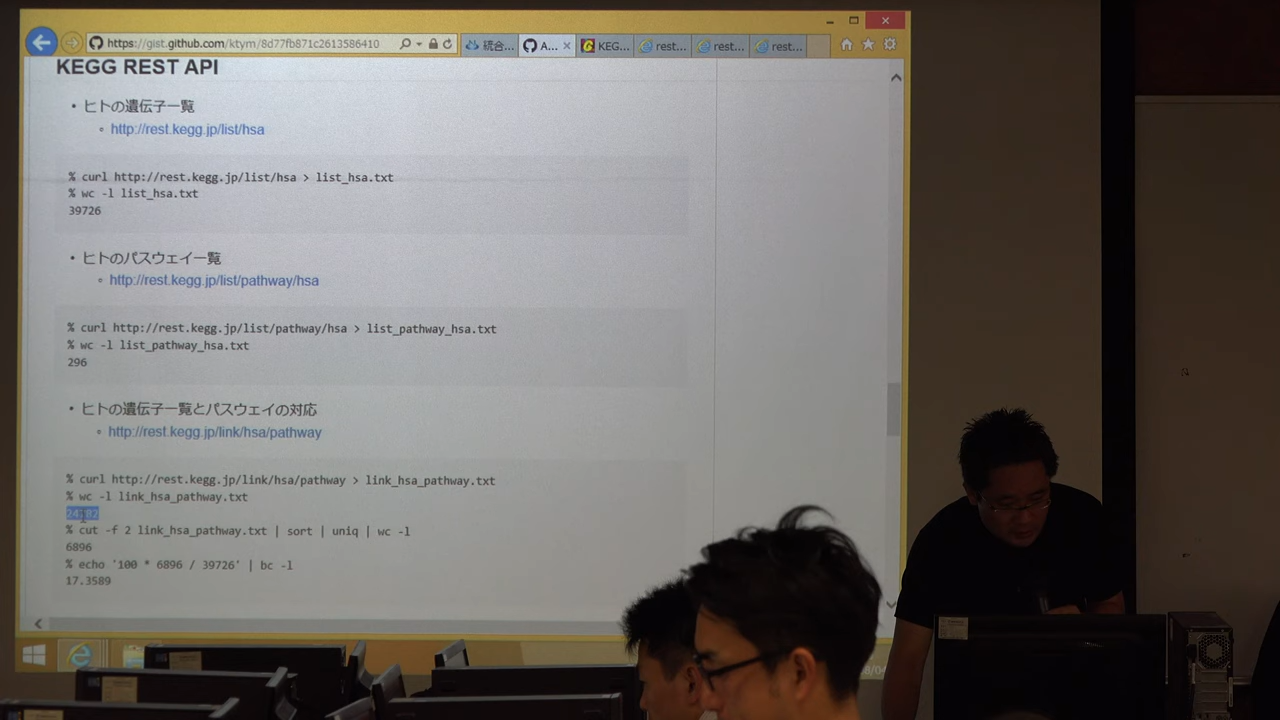 https://gist.github.com/ktym/8d77fb871c2613586410
統合...
A...
KEG...
rest...
rest...
rest...
KEGG REST API
• ヒトの遺伝子一覧
◦ http://rest.kegg.jp/list/hsa
% curl http://rest.kegg.jp/list/hsa > list_hsa.txt
% wc -l list_hsa.txt
39726
• ヒトのパスウェイ一覧
◦ http://rest.kegg.jp/list/pathway/hsa
% curl http://rest.kegg.jp/list/pathway/hsa > list_pathway_hsa.txt
% wc -l list_pathway_hsa.txt
296
• ヒトの遺伝子一覧とパスウェイの対応
◦ http://rest.kegg.jp/link/hsa/pathway
% curl http://rest.kegg.jp/link/hsa/pathway > link_hsa_pathway.txt
% wc -l link_hsa_pathway.txt
% cut -f 2 link_hsa_pathway.txt | sort | uniq | wc -l
6896
% echo '100 * 6896 / 39726' | bc -l
17.3589